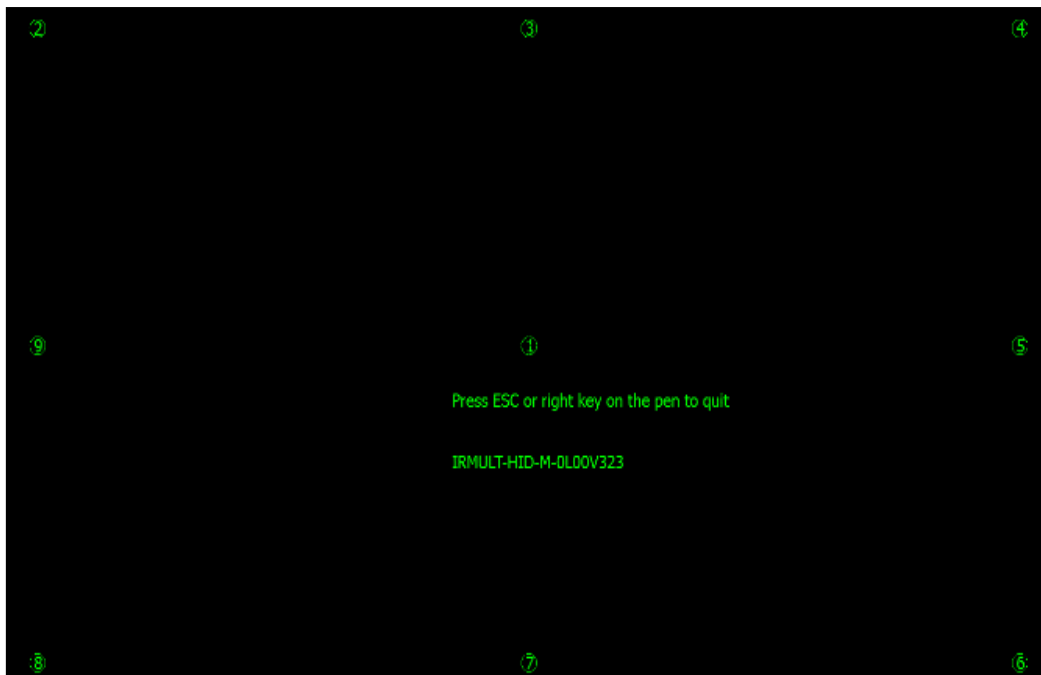 ② ③ ④
⑨ ① ⑤
Press ESC or right key on the pen to quit
IRMULT-HID-M-0L00V323
⑧ ⑦ ⑥